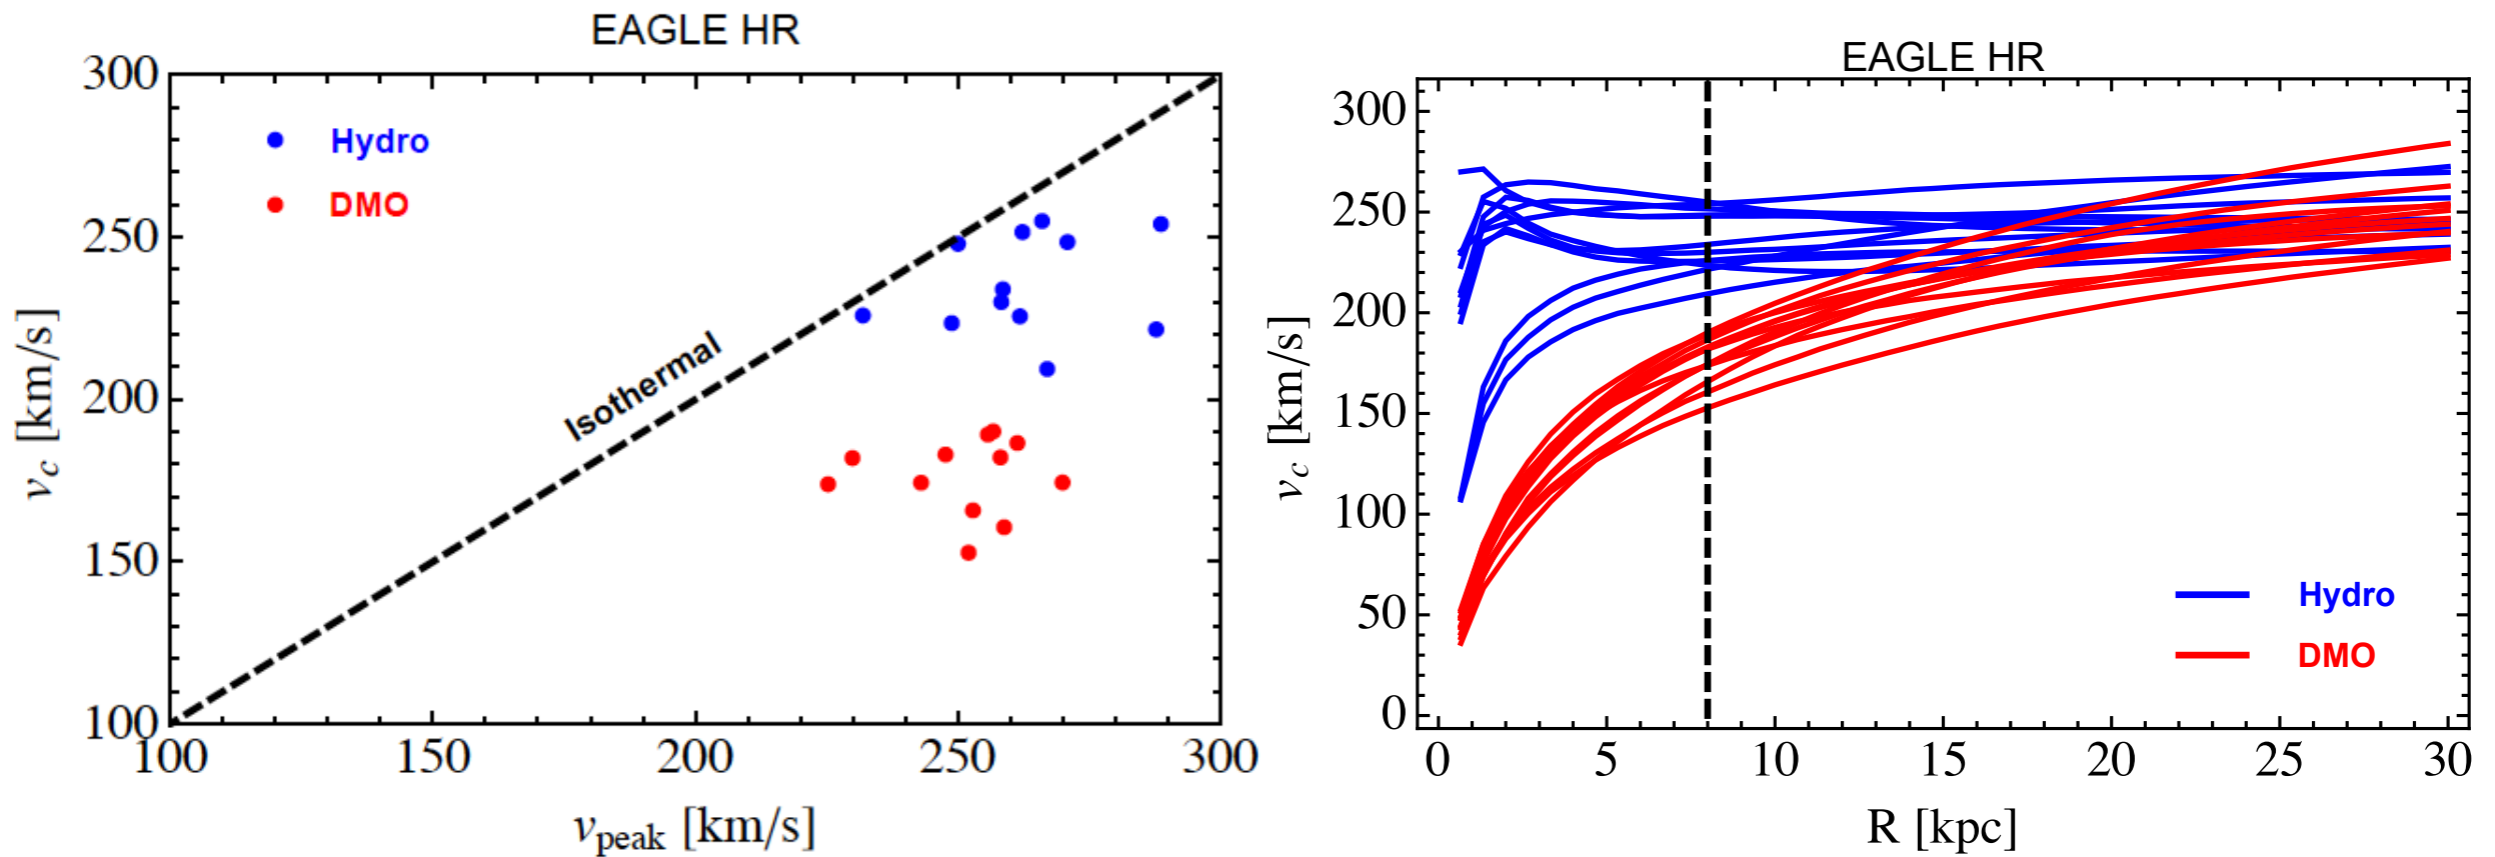 EAGLE HR
300
250
200
150
100
Hydro
DMO
Isothermal
v_c [km/s]
100 150 200 250 300
v_peak [km/s]
EAGLE HR
300
250
200
150
100
50
0
v_c [km/s]
Hydro
DMO
0 5 10 15 20 25 30
R [kpc]